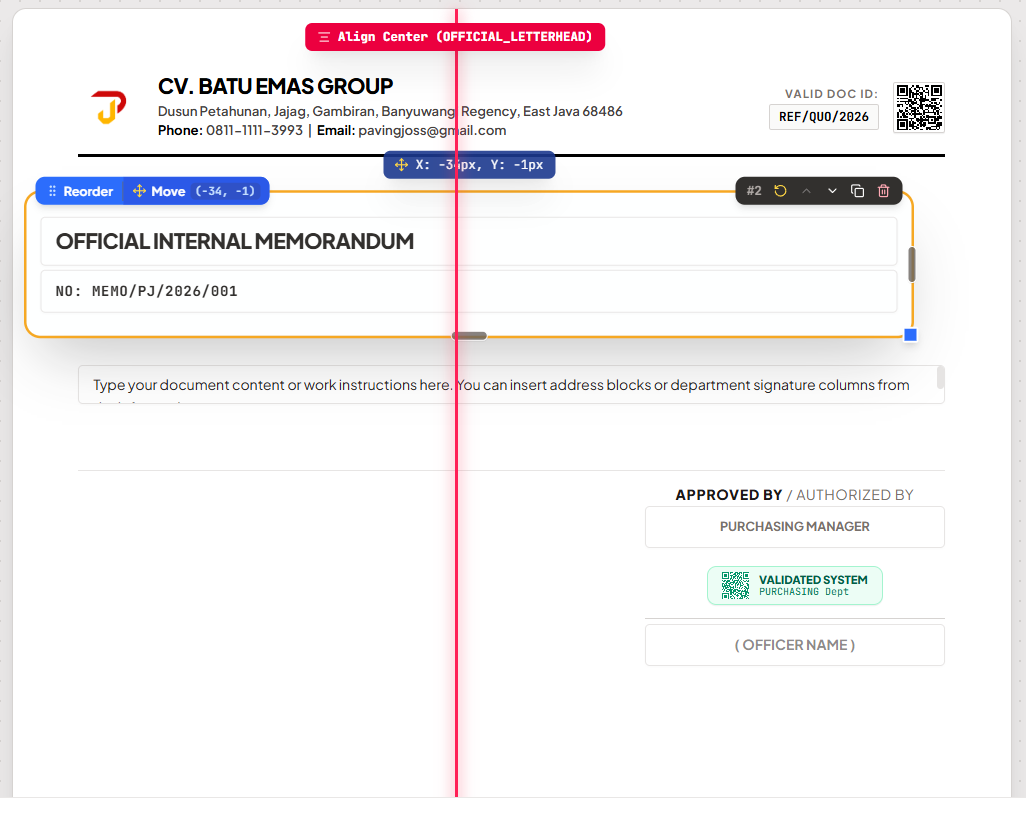 Align Center (OFFICIAL_LETTERHEAD)
CV. BATU EMAS GROUP
Dusun Petahunan, Jajag, Gambiran, Banyuwangi Regency, East Java 68486
Phone: 0811-1111-3993 | Email: pavingjoss@gmail.com
VALID DOC ID:
REF/QUO/2026
X: -34px, Y: -1px
Reorder
Move (-34, -1)
#2
OFFICIAL INTERNAL MEMORANDUM
NO: MEMO/PJ/2026/001
Type your document content or work instructions here. You can insert address blocks or department signature columns from
APPROVED BY / AUTHORIZED BY
PURCHASING MANAGER
VALIDATED SYSTEM
PURCHASING Dept
( OFFICER NAME )